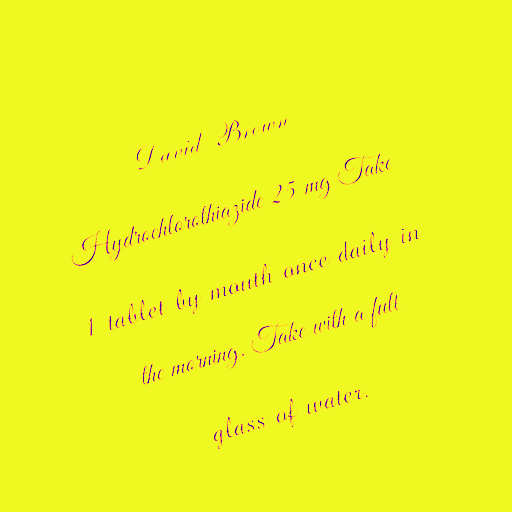 David Brown
Hydrochlorothiazide 25 mg Take
1 tablet by mouth once daily in
the morning. Take with a full
glass of water.